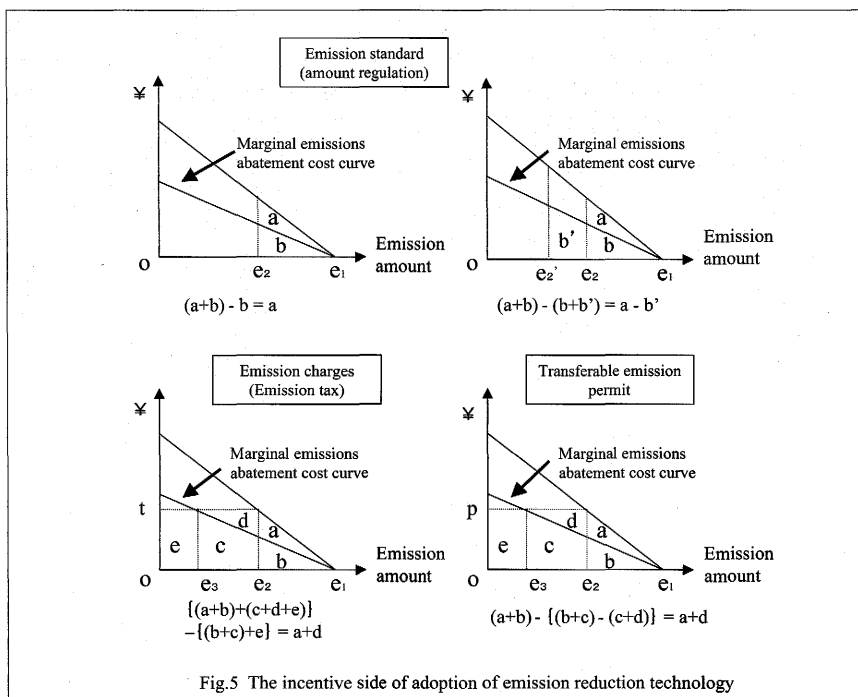 Emission standard
(amount regulation)
¥
Marginal emissions
abatement cost curve
a
b
Emission
amount
o
e₂
e₁
(a+b) - b = a
¥
Marginal emissions
abatement cost curve
a
b'
b
Emission
amount
o
e₂'
e₂
e₁
(a+b) - (b+b') = a - b'
Emission charges
(Emission tax)
¥
Marginal emissions
abatement cost curve
t
d
a
e
c
b
Emission
amount
o
e₃
e₂
e₁
{(a+b)+(c+d+e)}
−{(b+c)+e} = a+d
Transferable emission
permit
¥
Marginal emissions
abatement cost curve
p
d
a
e
c
b
Emission
amount
o
e₃
e₂
e₁
(a+b) - {(b+c) - (c+d)} = a+d
Fig.5 The incentive side of adoption of emission reduction technology